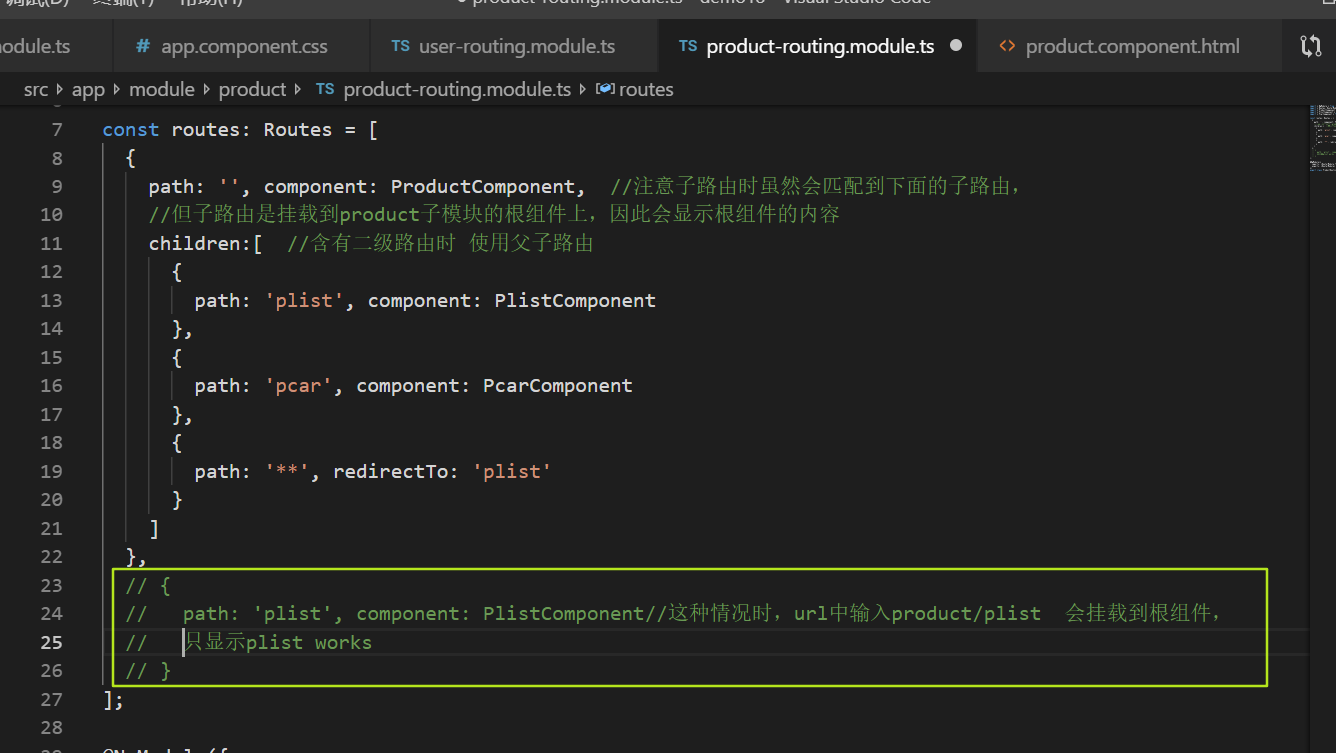 product-routing.module.ts - demo16 - Visual Studio Code
odule.ts # app.component.css TS user-routing.module.ts TS product-routing.module.ts ● <> product.component.html
src > app > module > product > TS product-routing.module.ts > routes
7 const routes: Routes = [
8 {
9 path: '', component: ProductComponent, //注意子路由时虽然会匹配到下面的子路由，
10 //但子路由是挂载到product子模块的根组件上，因此会显示根组件的内容
11 children:[ //含有二级路由时 使用父子路由
12 {
13 path: 'plist', component: PlistComponent
14 },
15 {
16 path: 'pcar', component: PcarComponent
17 },
18 {
19 path: '**', redirectTo: 'plist'
20 }
21 ]
22 },
23 // {
24 // path: 'plist', component: PlistComponent//这种情况时，url中输入product/plist 会挂载到根组件，
25 // 只显示plist works
26 // }
27 ];
28